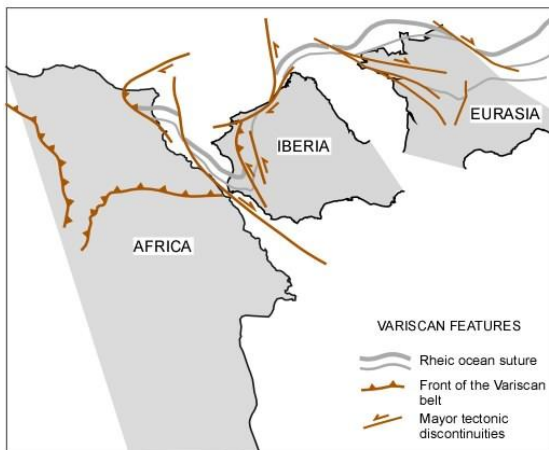 EURASIA
IBERIA
AFRICA
VARISCAN FEATURES
Rheic ocean suture
Front of the Variscan
belt
Mayor tectonic
discontinuities